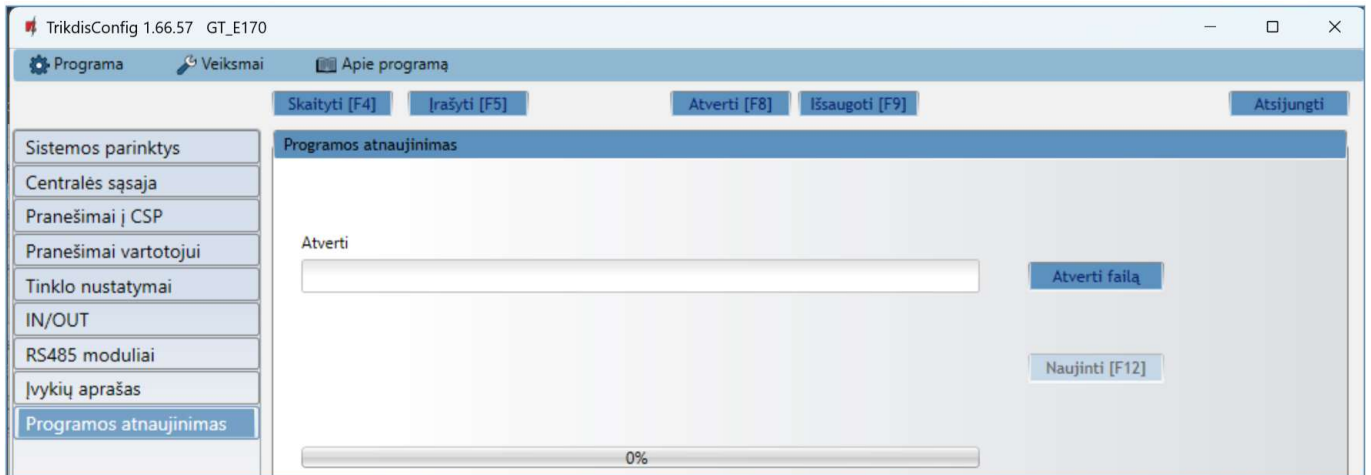 TrikdisConfig 1.66.57 GT_E170
Programa Veiksmai Apie programą
Skaityti [F4] Įrašyti [F5] Atverti [F8] Išsaugoti [F9] Atsijungti
Sistemos parinktys
Centralės sąsaja
Pranešimai į CSP
Pranešimai vartotojui
Tinklo nustatymai
IN/OUT
RS485 moduliai
Įvykių aprašas
Programos atnaujinimas
Programos atnaujinimas
Atverti
Atverti failą
Naujinti [F12]
0%